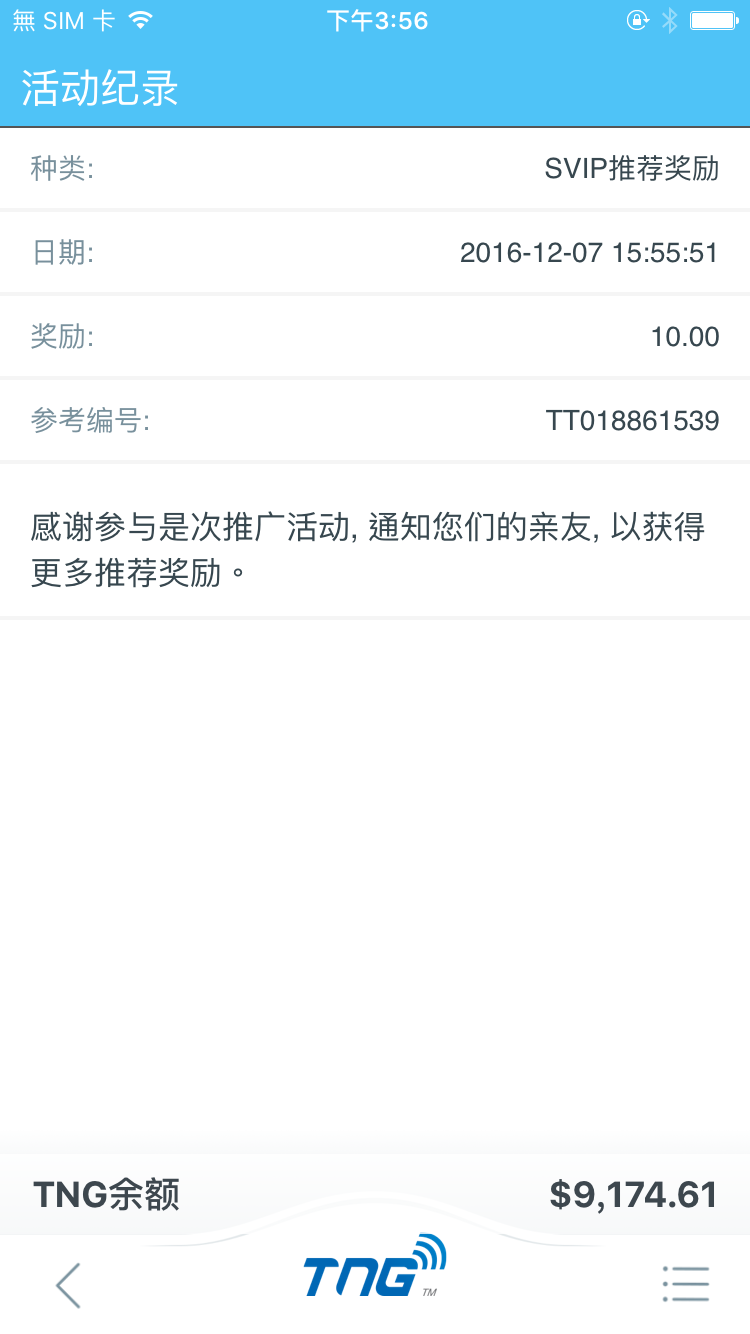 無 SIM 卡 下午3:56
活动纪录
种类: SVIP推荐奖励
日期: 2016-12-07 15:55:51
奖励: 10.00
参考编号: TT018861539
感谢参与是次推广活动, 通知您们的亲友, 以获得
更多推荐奖励。
TNG余额 $9,174.61
TNG TM